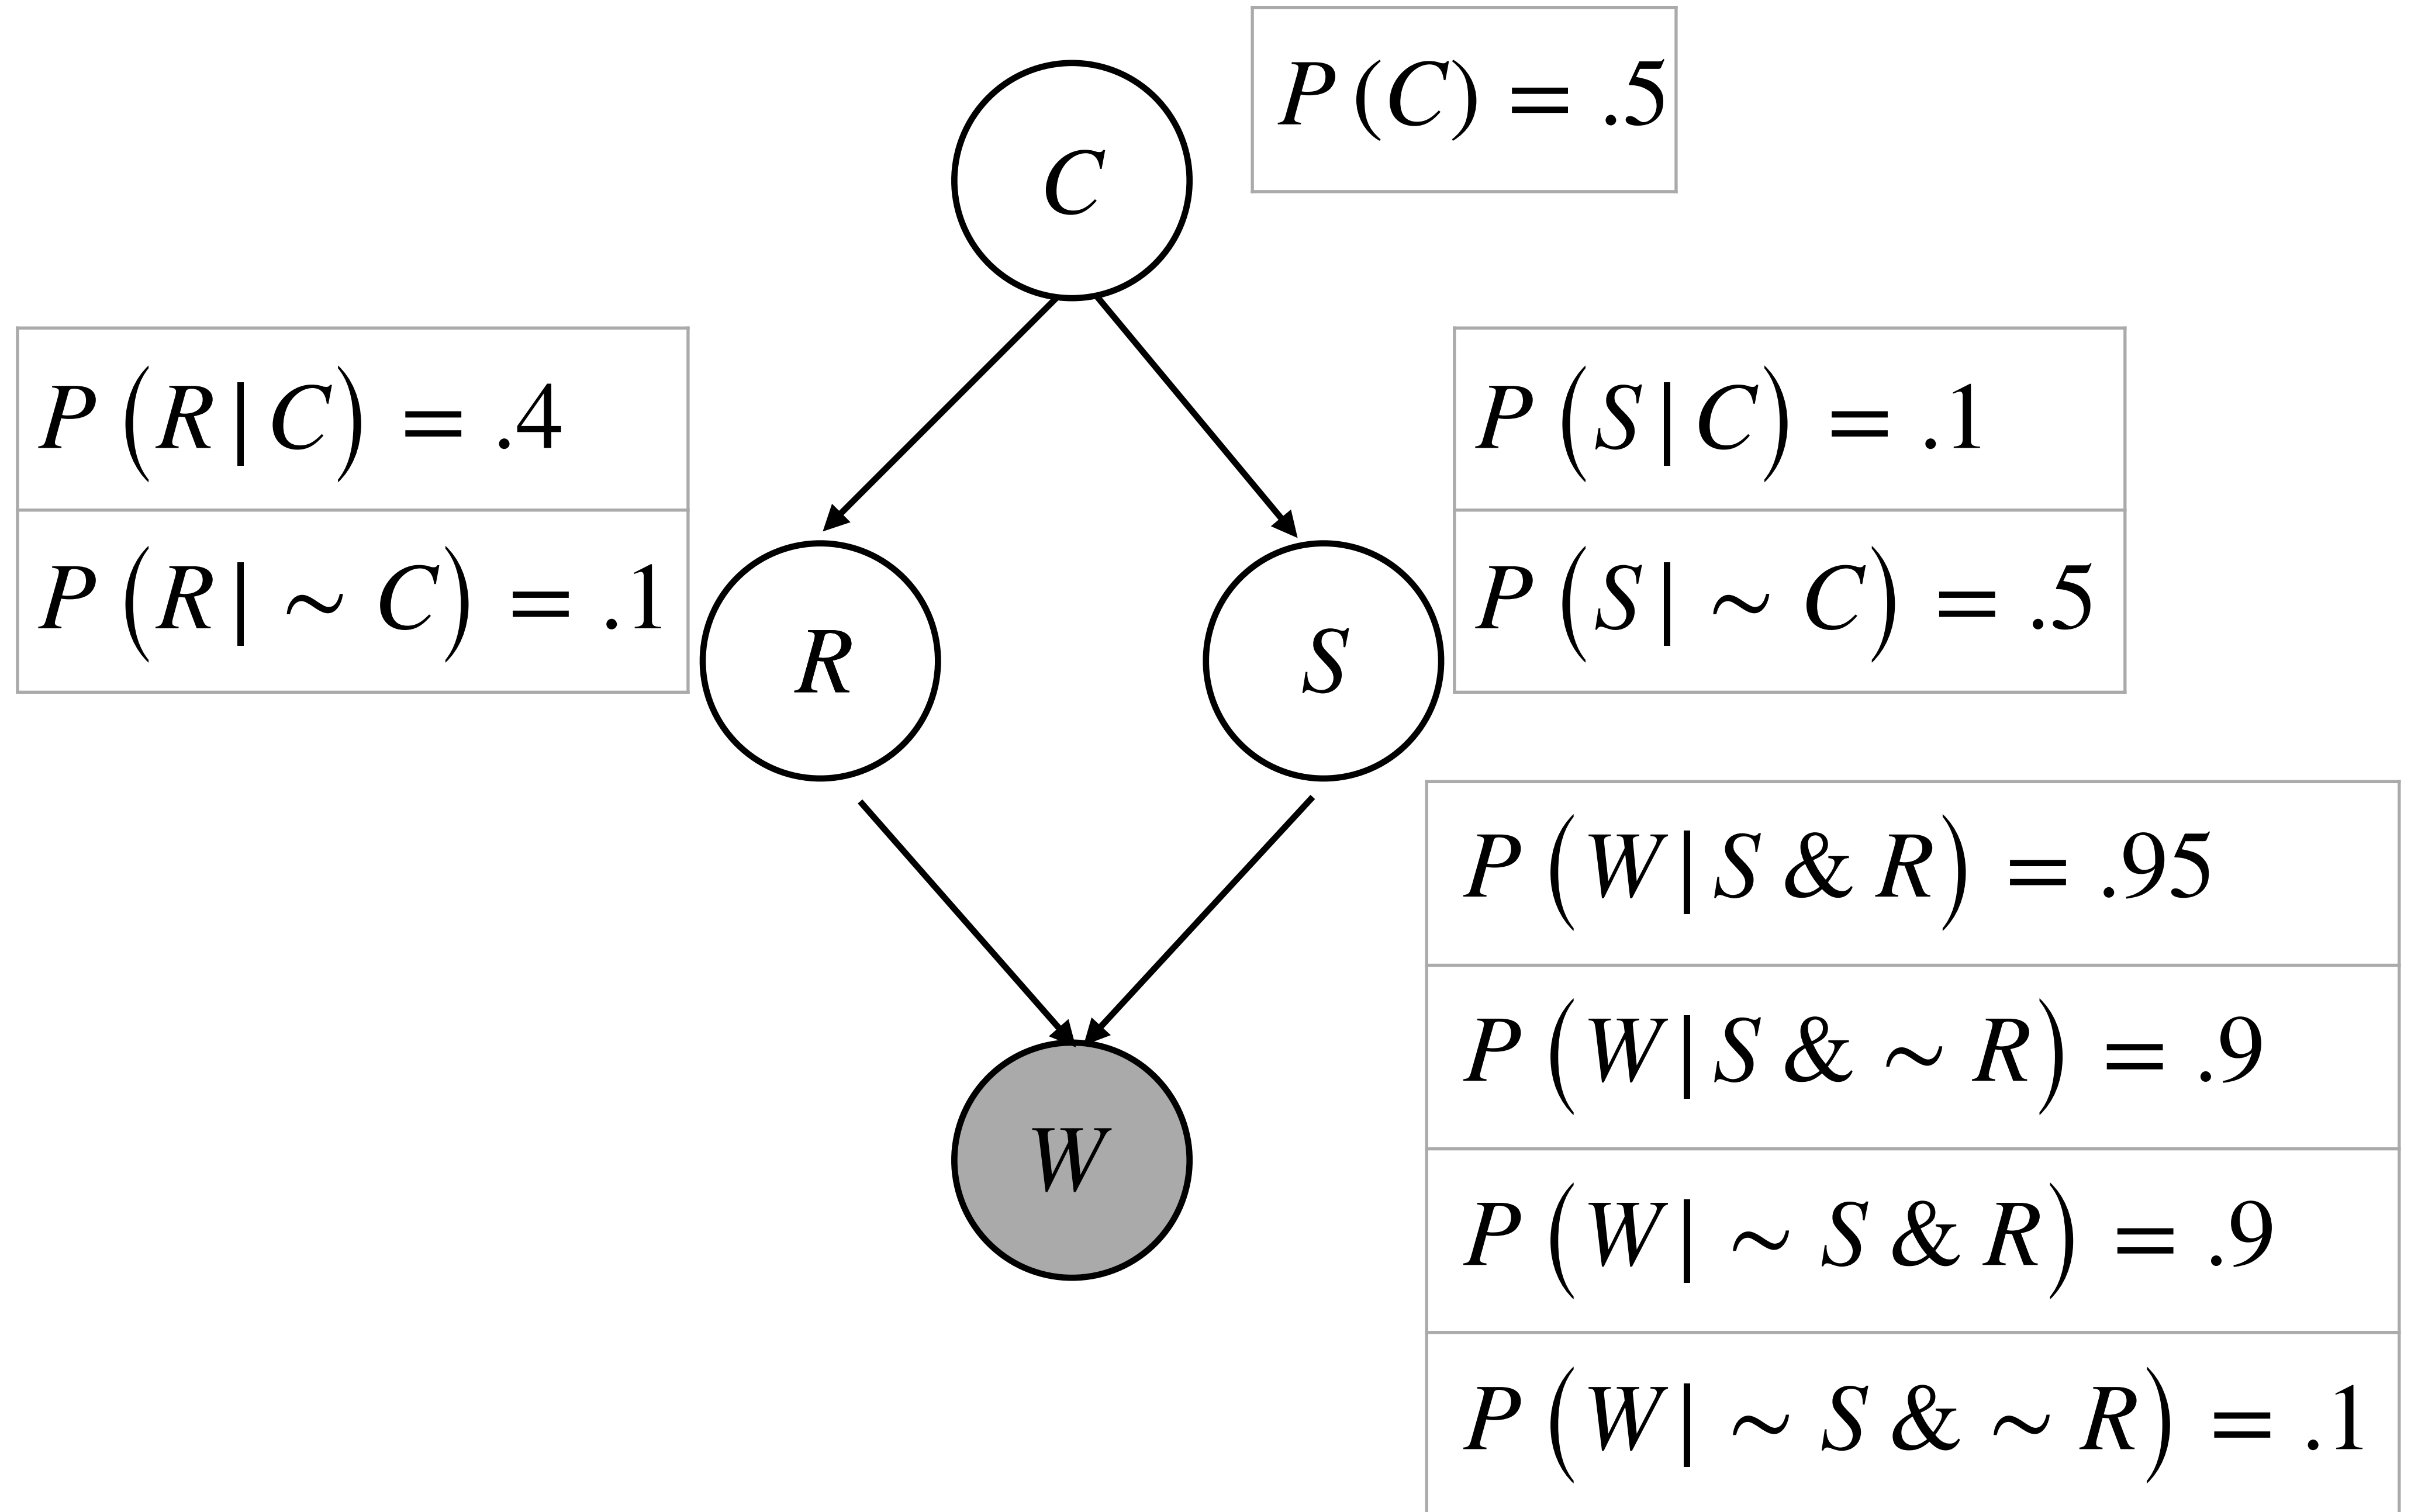 P(C) = .5
C
P(R|C) = .4
P(R| ~ C) = .1
P(S|C) = .1
P(S| ~ C) = .5
R
S
P(W|S & R) = .95
P(W|S & ~ R) = .9
P(W| ~ S & R) = .9
P(W| ~ S & ~ R) = .1
W